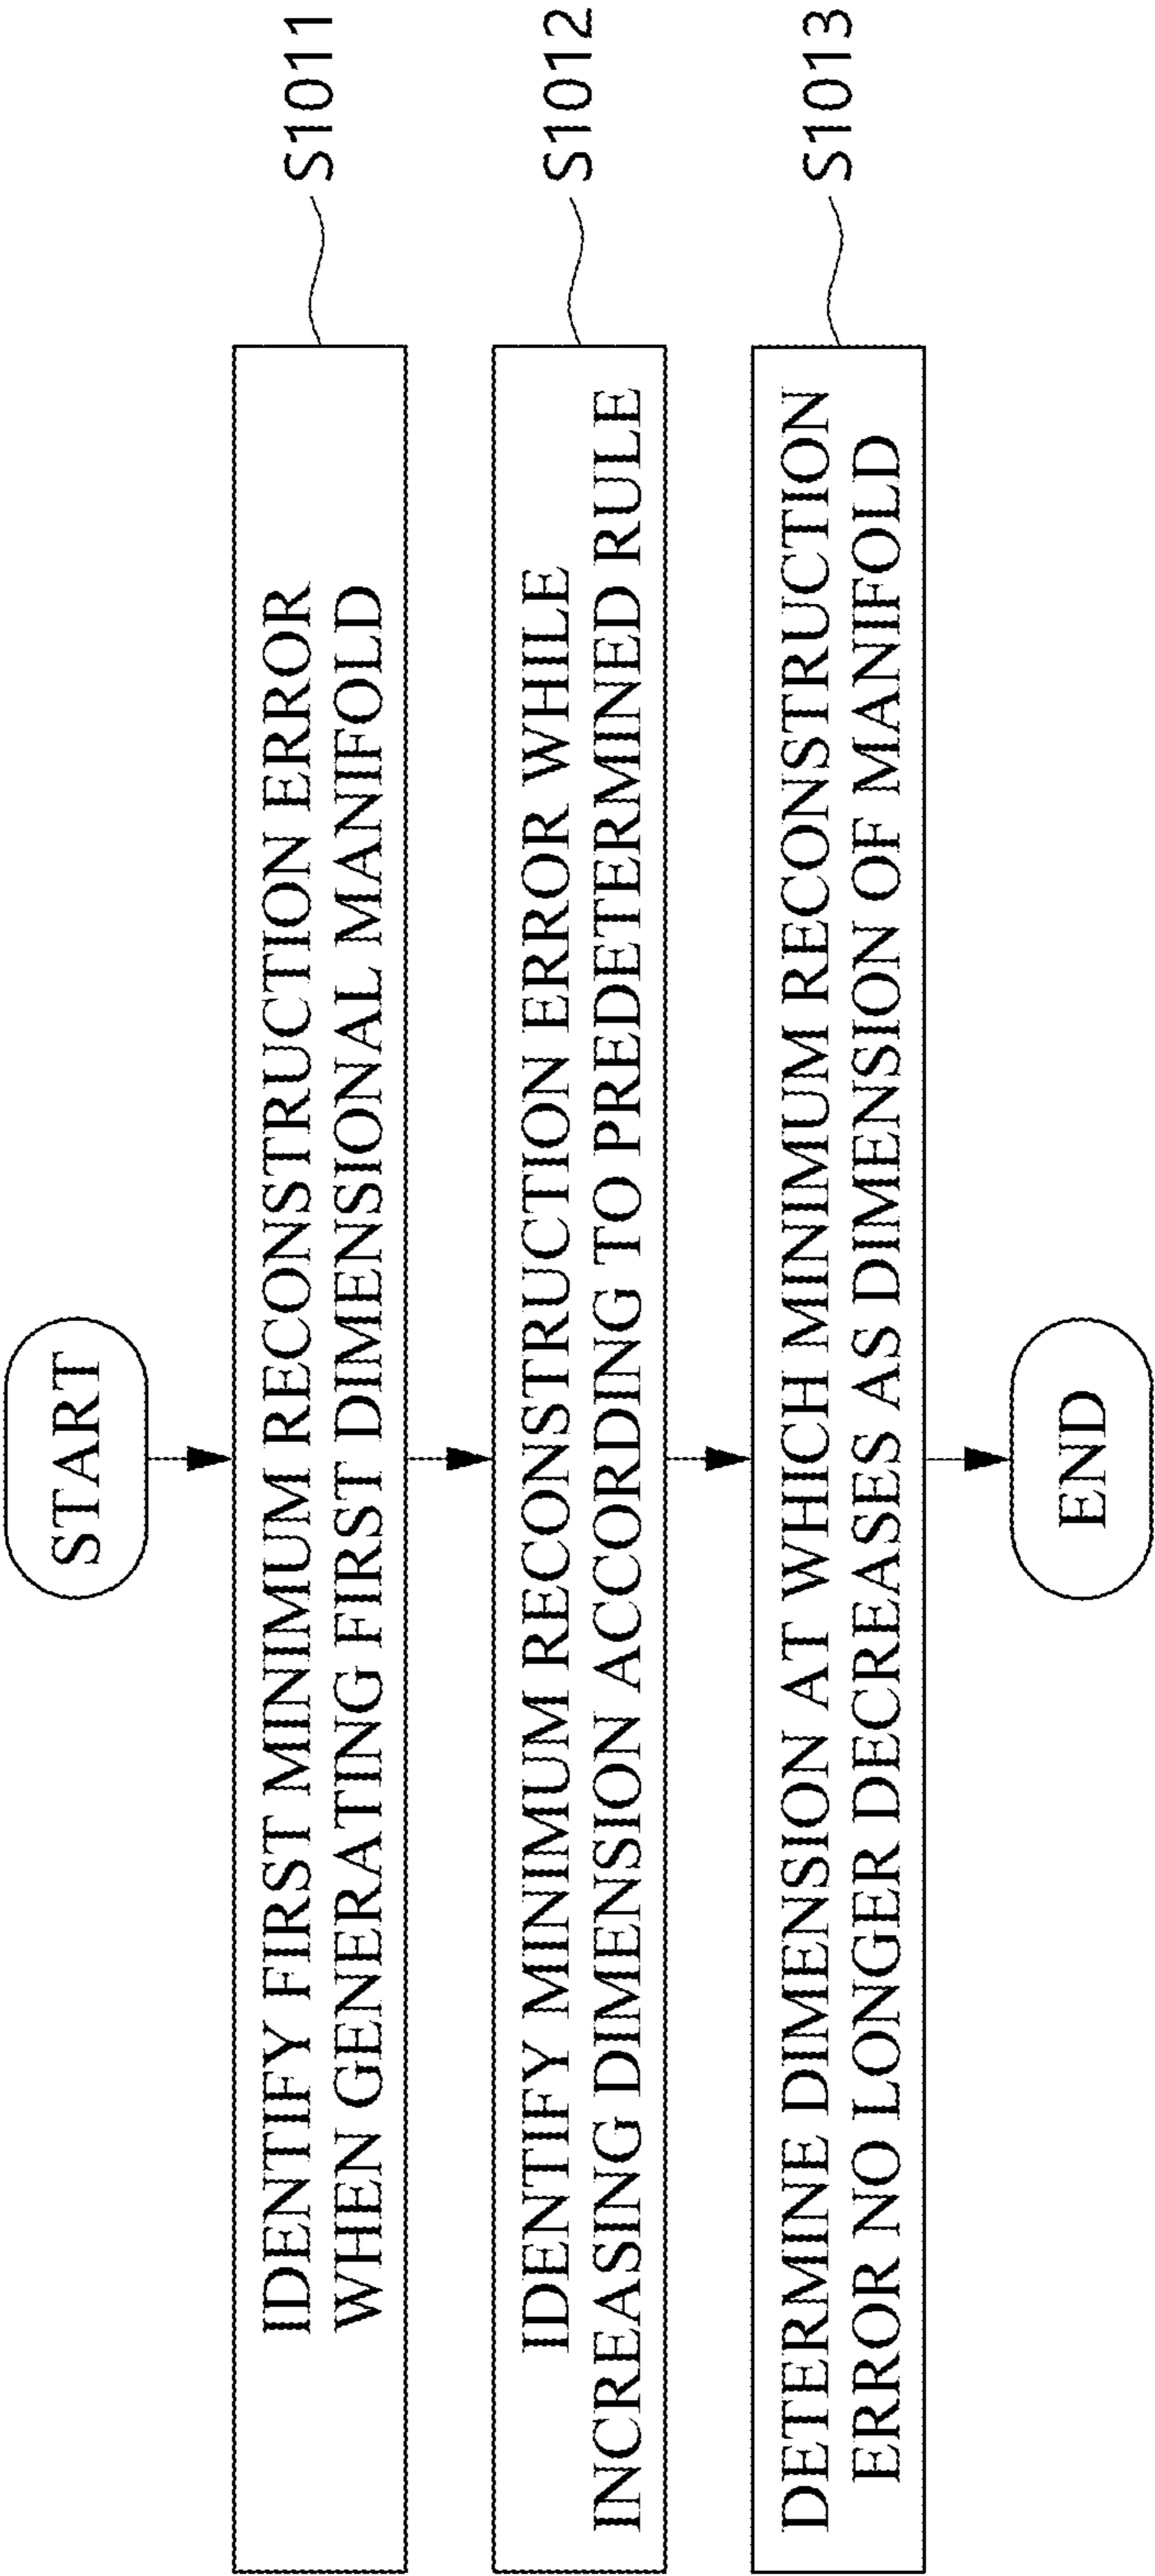 START
IDENTIFY FIRST MINIMUM RECONSTRUCTION ERROR
WHEN GENERATING FIRST DIMENSIONAL MANIFOLD
S1011
IDENTIFY MINIMUM RECONSTRUCTION ERROR WHILE
INCREASING DIMENSION ACCORDING TO PREDETERMINED RULE
S1012
DETERMINE DIMENSION AT WHICH MINIMUM RECONSTRUCTION
ERROR NO LONGER DECREASES AS DIMENSION OF MANIFOLD
S1013
END